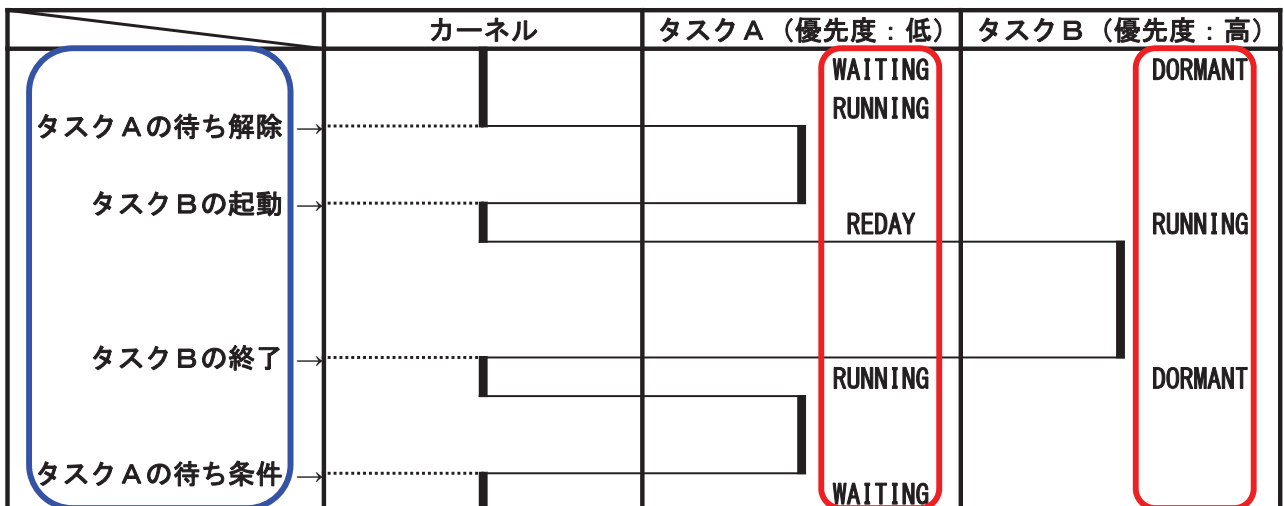 カーネル
タスクA（優先度：低）
タスクB（優先度：高）
WAITING
DORMANT
RUNNING
タスクAの待ち解除 →
タスクBの起動 →
REDAY
RUNNING
タスクBの終了 →
RUNNING
DORMANT
タスクAの待ち条件 →
WAITING